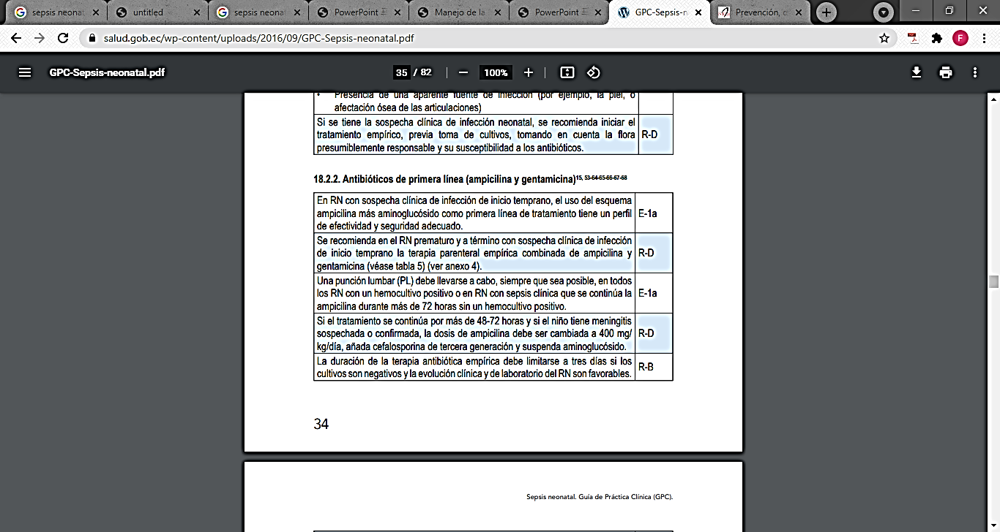 sepsis neonat
untitled
sepsis neonat
PowerPoint
Manejo de la
PowerPoint
GPC-Sepsis-n
Prevención,
salud.gob.ec/wp-content/uploads/2016/09/GPC-Sepsis-neonatal.pdf
F
GPC-Sepsis-neonatal.pdf
35 / 82
100%
• Presencia de una aparente fuente de infección (por ejemplo, la piel, o
afectación ósea de las articulaciones)
Si se tiene la sospecha clínica de infección neonatal, se recomienda iniciar el
tratamiento empírico, previa toma de cultivos, tomando en cuenta la flora
presumiblemente responsable y su susceptibilidad a los antibióticos.
R-D
18.2.2. Antibióticos de primera línea (ampicilina y gentamicina)15, 53-64-65-66-67-68
En RN con sospecha clínica de infección de inicio temprano, el uso del esquema
ampicilina más aminoglucósido como primera línea de tratamiento tiene un perfil
de efectividad y seguridad adecuado.
E-1a
Se recomienda en el RN prematuro y a término con sospecha clínica de infección
de inicio temprano la terapia parenteral empírica combinada de ampicilina y
gentamicina (véase tabla 5) (ver anexo 4).
R-D
Una punción lumbar (PL) debe llevarse a cabo, siempre que sea posible, en todos
los RN con un hemocultivo positivo o en RN con sepsis clínica que se continúa la
ampicilina durante más de 72 horas sin un hemocultivo positivo.
E-1a
Si el tratamiento se continúa por más de 48-72 horas y si el niño tiene meningitis
sospechada o confirmada, la dosis de ampicilina debe ser cambiada a 400 mg/
kg/día, añada cefalosporina de tercera generación y suspenda aminoglucósido.
R-D
La duración de la terapia antibiótica empírica debe limitarse a tres días si los
cultivos son negativos y la evolución clínica y de laboratorio del RN son favorables.
R-B
34
Sepsis neonatal. Guía de Práctica Clínica (GPC).